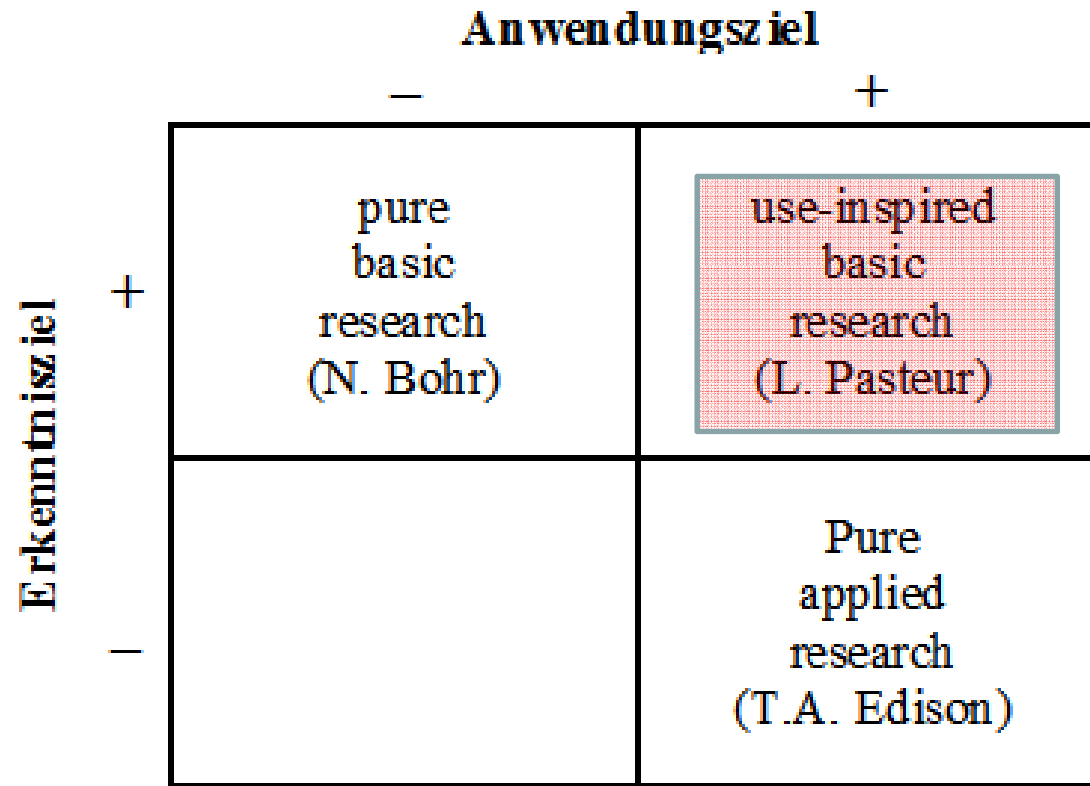 Anwendungsziel
– +
Erkenntnisziel
+
pure
basic
research
(N. Bohr)
use-inspired
basic
research
(L. Pasteur)
–
Pure
applied
research
(T.A. Edison)